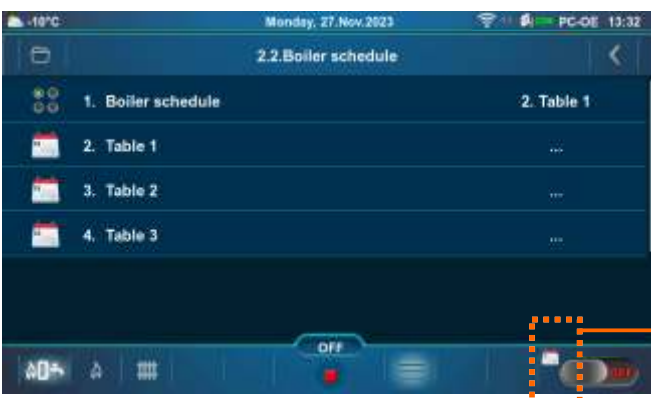 -10°C Monday, 27.Nov.2023 PC-OE 13:32
2.2.Boiler schedule
1. Boiler schedule 2. Table 1
2. Table 1 ...
3. Table 2 ...
4. Table 3 ...
OFF
OFF